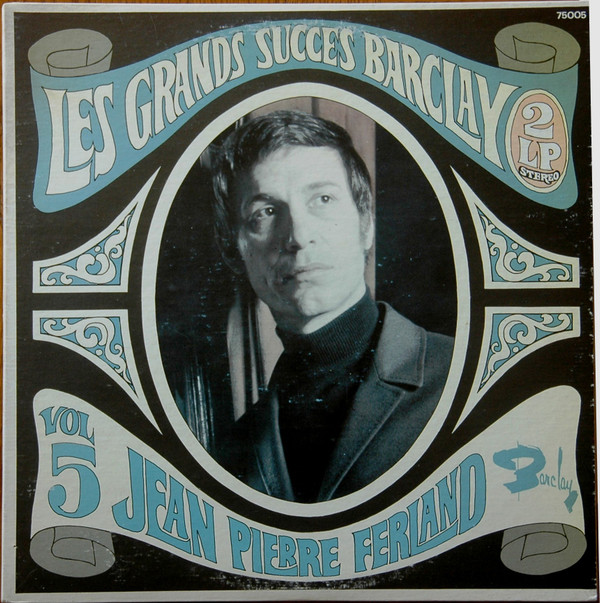 75005
LES GRANDS SUCCES BARCLAY
2
LP
STEREO
VOL
5
JEAN PIERRE FERLAND
Barclay